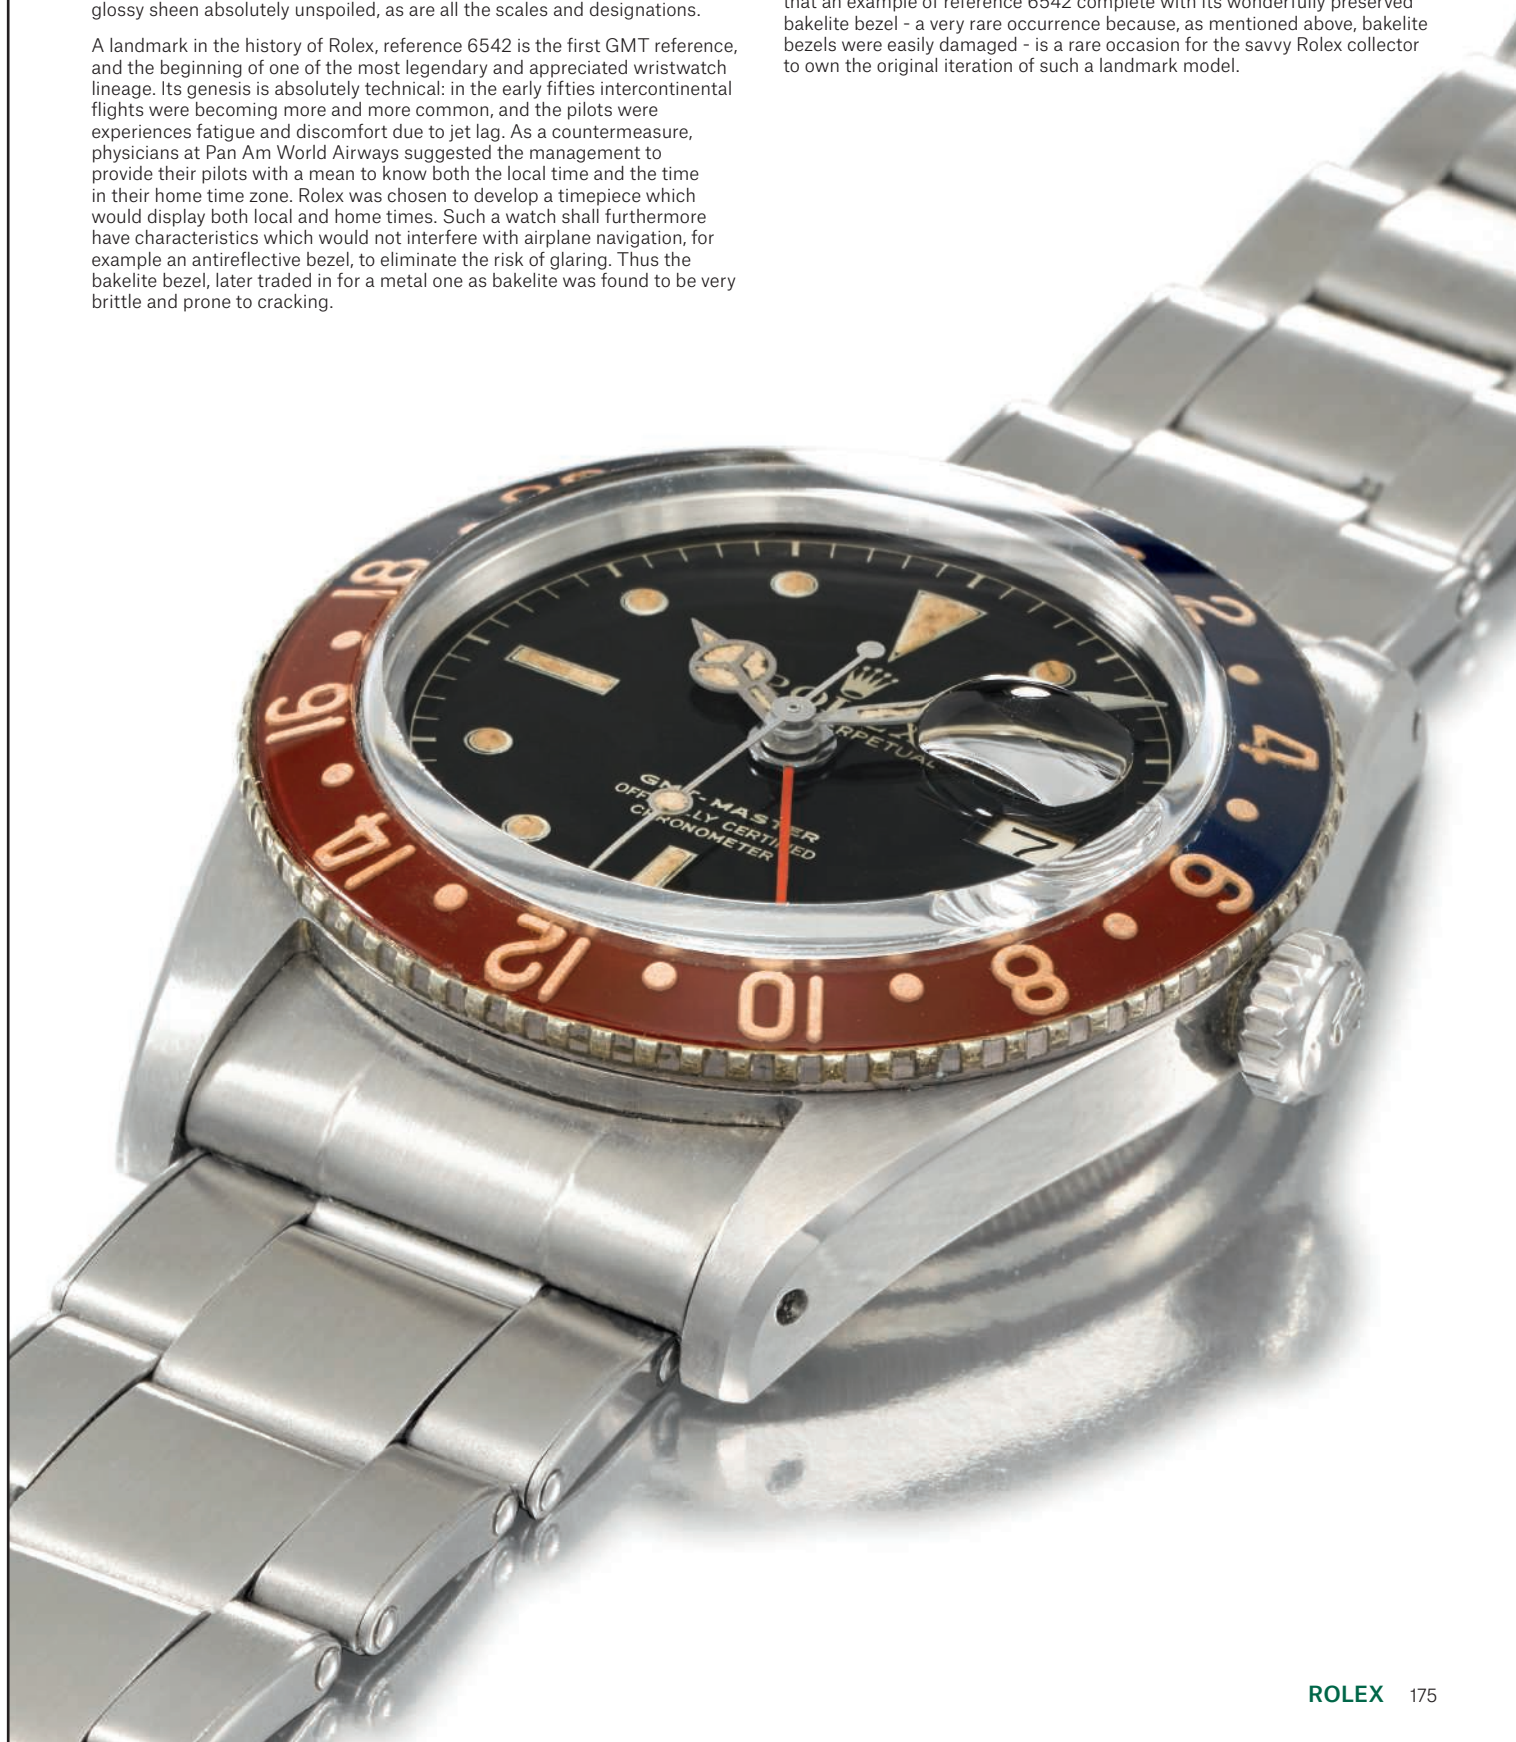 glossy sheen absolutely unspoiled, as are all the scales and designations.
A landmark in the history of Rolex, reference 6542 is the first GMT reference,
and the beginning of one of the most legendary and appreciated wristwatch
lineage. Its genesis is absolutely technical: in the early fifties intercontinental
flights were becoming more and more common, and the pilots were
experiences fatigue and discomfort due to jet lag. As a countermeasure,
physicians at Pan Am World Airways suggested the management to
provide their pilots with a mean to know both the local time and the time
in their home time zone. Rolex was chosen to develop a timepiece which
would display both local and home times. Such a watch shall furthermore
have characteristics which would not interfere with airplane navigation, for
example an antireflective bezel, to eliminate the risk of glaring. Thus the
bakelite bezel, later traded in for a metal one as bakelite was found to be very
brittle and prone to cracking.
that an example of reference 6542 complete with its wonderfully preserved
bakelite bezel - a very rare occurrence because, as mentioned above, bakelite
bezels were easily damaged - is a rare occasion for the savvy Rolex collector
to own the original iteration of such a landmark model.
2
4
6
8
10
12
14
16
18
ROLEX
PERPETUAL
7
GMT-MASTER
OFFICIALLY CERTIFIED
CHRONOMETER
ROLEX 175